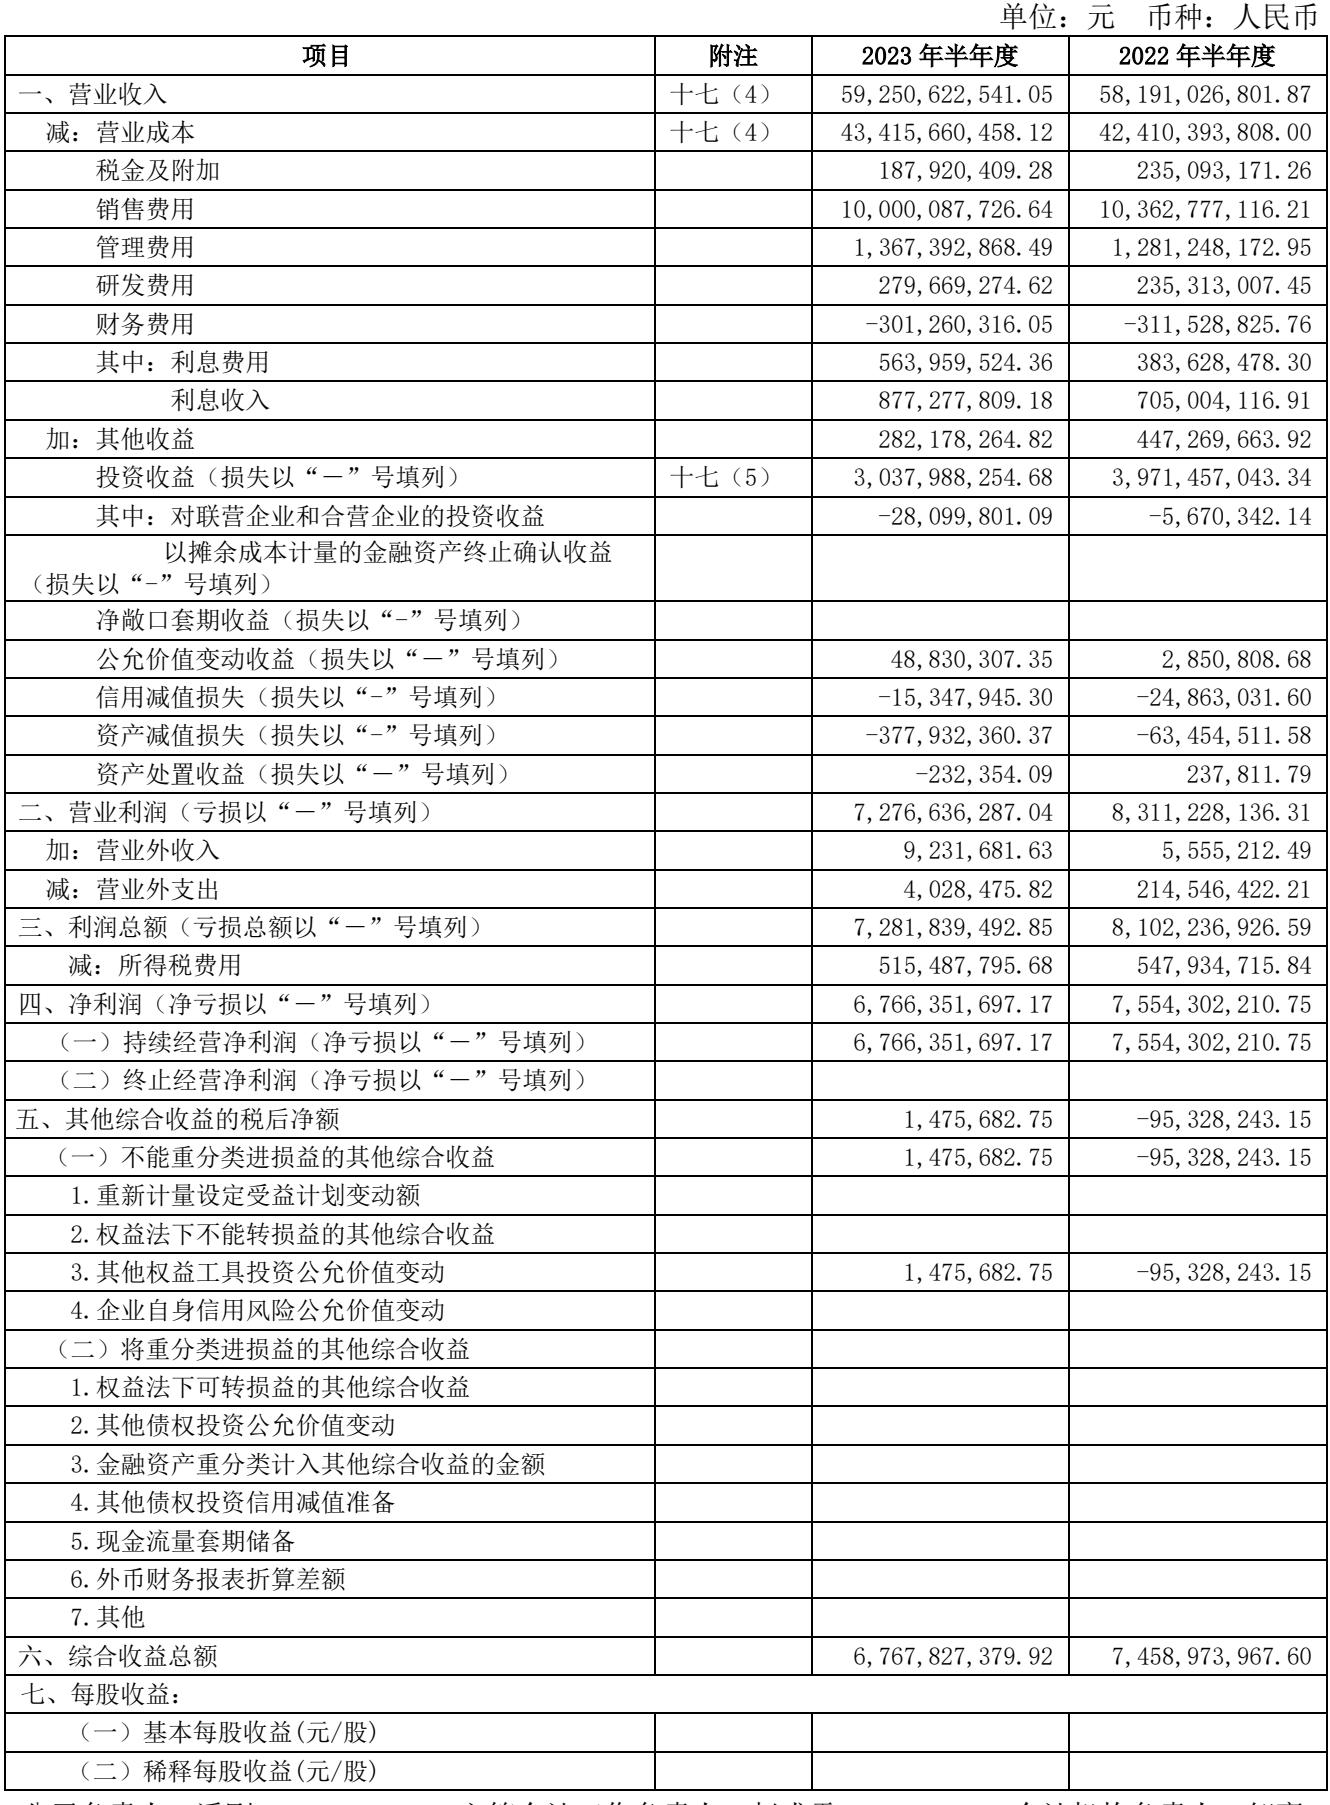 单位：元 币种：人民币
项目 附注 2023年半年度 2022年半年度
一、营业收入 十七（4） 59,250,622,541.05 58,191,026,801.87
减：营业成本 十七（4） 43,415,660,458.12 42,410,393,808.00
税金及附加 187,920,409.28 235,093,171.26
销售费用 10,000,087,726.64 10,362,777,116.21
管理费用 1,367,392,868.49 1,281,248,172.95
研发费用 279,669,274.62 235,313,007.45
财务费用 -301,260,316.05 -311,528,825.76
其中：利息费用 563,959,524.36 383,628,478.30
利息收入 877,277,809.18 705,004,116.91
加：其他收益 282,178,264.82 447,269,663.92
投资收益（损失以“－”号填列） 十七（5） 3,037,988,254.68 3,971,457,043.34
其中：对联营企业和合营企业的投资收益 -28,099,801.09 -5,670,342.14
以摊余成本计量的金融资产终止确认收益
（损失以“-”号填列）
净敞口套期收益（损失以“-”号填列）
公允价值变动收益（损失以“－”号填列） 48,830,307.35 2,850,808.68
信用减值损失（损失以“-”号填列） -15,347,945.30 -24,863,031.60
资产减值损失（损失以“-”号填列） -377,932,360.37 -63,454,511.58
资产处置收益（损失以“－”号填列） -232,354.09 237,811.79
二、营业利润（亏损以“－”号填列） 7,276,636,287.04 8,311,228,136.31
加：营业外收入 9,231,681.63 5,555,212.49
减：营业外支出 4,028,475.82 214,546,422.21
三、利润总额（亏损总额以“－”号填列） 7,281,839,492.85 8,102,236,926.59
减：所得税费用 515,487,795.68 547,934,715.84
四、净利润（净亏损以“－”号填列） 6,766,351,697.17 7,554,302,210.75
（一）持续经营净利润（净亏损以“－”号填列） 6,766,351,697.17 7,554,302,210.75
（二）终止经营净利润（净亏损以“－”号填列）
五、其他综合收益的税后净额 1,475,682.75 -95,328,243.15
（一）不能重分类进损益的其他综合收益 1,475,682.75 -95,328,243.15
1.重新计量设定受益计划变动额
2.权益法下不能转损益的其他综合收益
3.其他权益工具投资公允价值变动 1,475,682.75 -95,328,243.15
4.企业自身信用风险公允价值变动
（二）将重分类进损益的其他综合收益
1.权益法下可转损益的其他综合收益
2.其他债权投资公允价值变动
3.金融资产重分类计入其他综合收益的金额
4.其他债权投资信用减值准备
5.现金流量套期储备
6.外币财务报表折算差额
7.其他
六、综合收益总额 6,767,827,379.92 7,458,973,967.60
七、每股收益：
（一）基本每股收益(元/股)
（二）稀释每股收益(元/股)